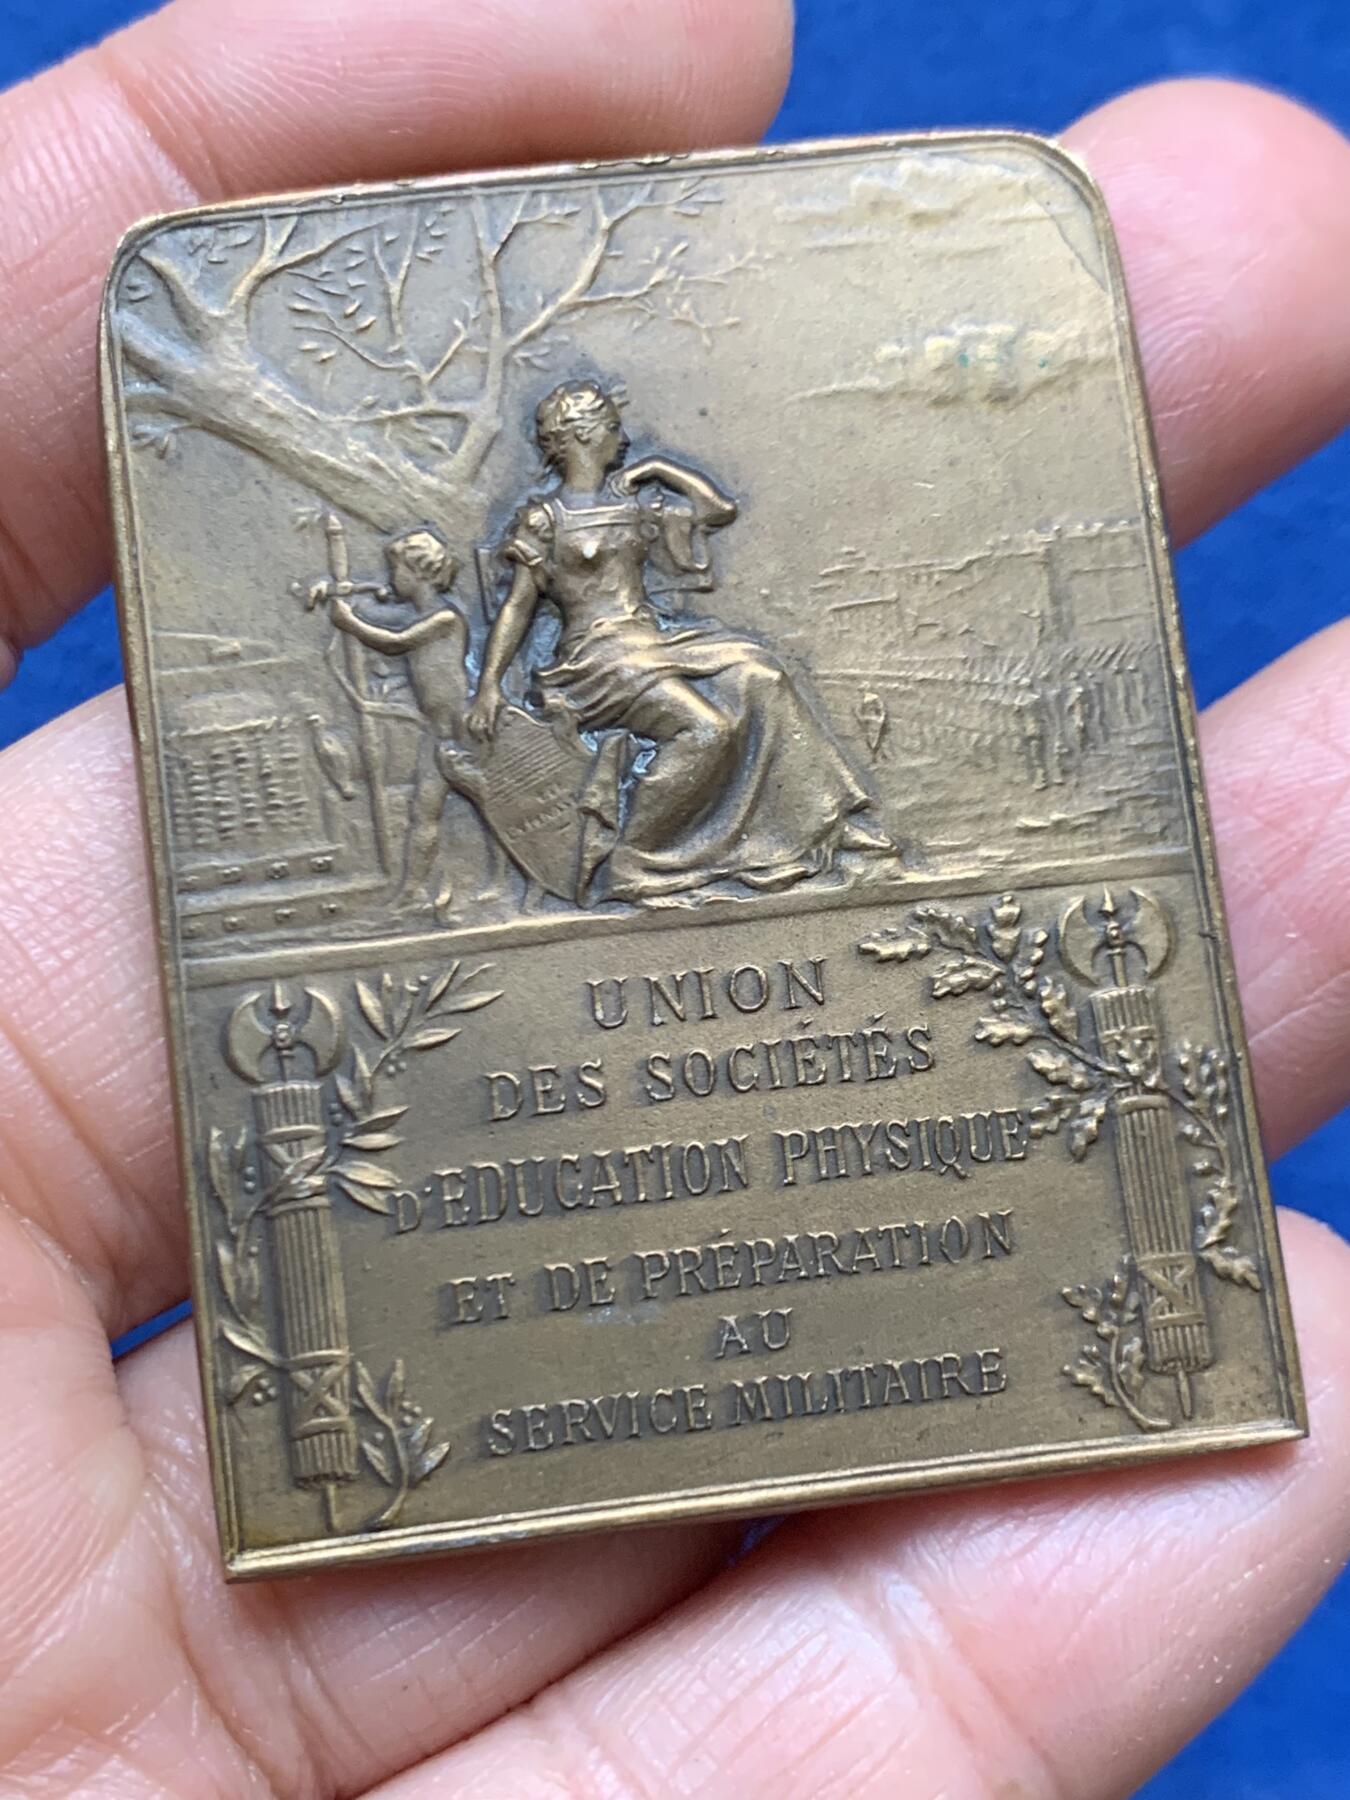 UNION
DES SOCIÉTÉS
D'EDUCATION PHYSIQUE
ET DE PRÉPARATION
AU
SERVICE MILITAIRE